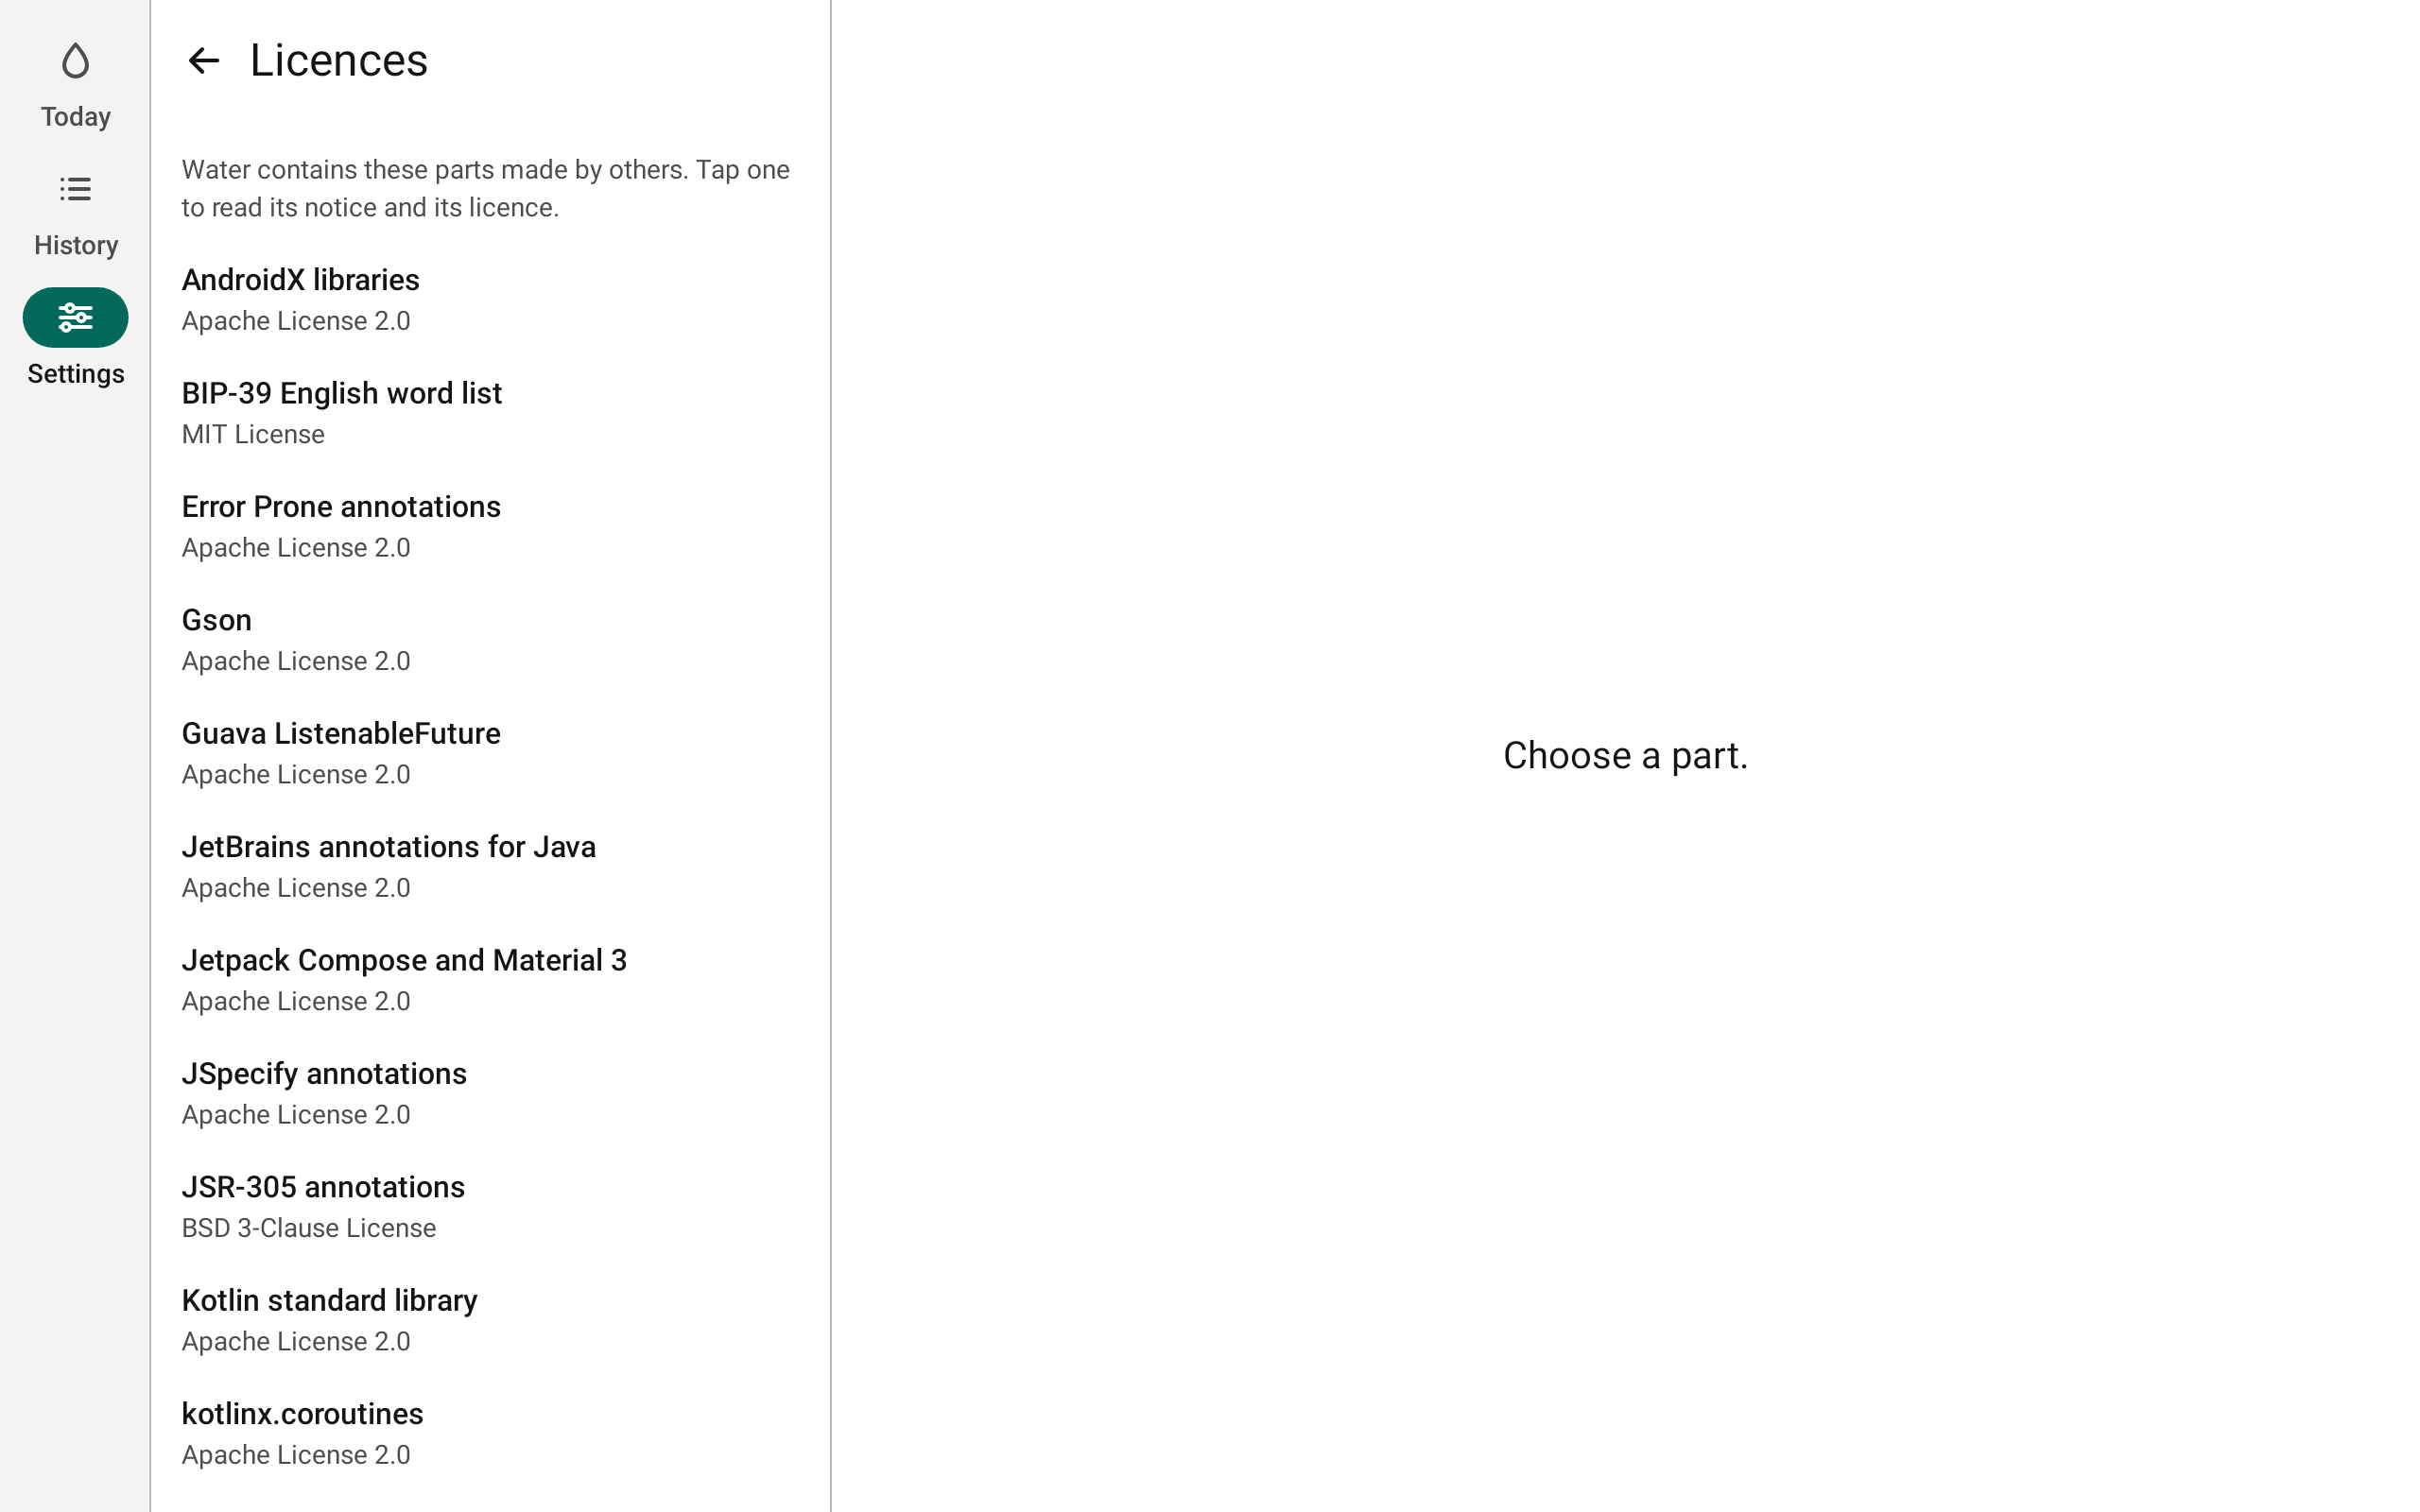 Today
History
Settings
Licences
Water contains these parts made by others. Tap one
to read its notice and its licence.
AndroidX libraries
Apache License 2.0
BIP-39 English word list
MIT License
Error Prone annotations
Apache License 2.0
Gson
Apache License 2.0
Guava ListenableFuture
Apache License 2.0
JetBrains annotations for Java
Apache License 2.0
Jetpack Compose and Material 3
Apache License 2.0
JSpecify annotations
Apache License 2.0
JSR-305 annotations
BSD 3-Clause License
Kotlin standard library
Apache License 2.0
kotlinx.coroutines
Apache License 2.0
Choose a part.